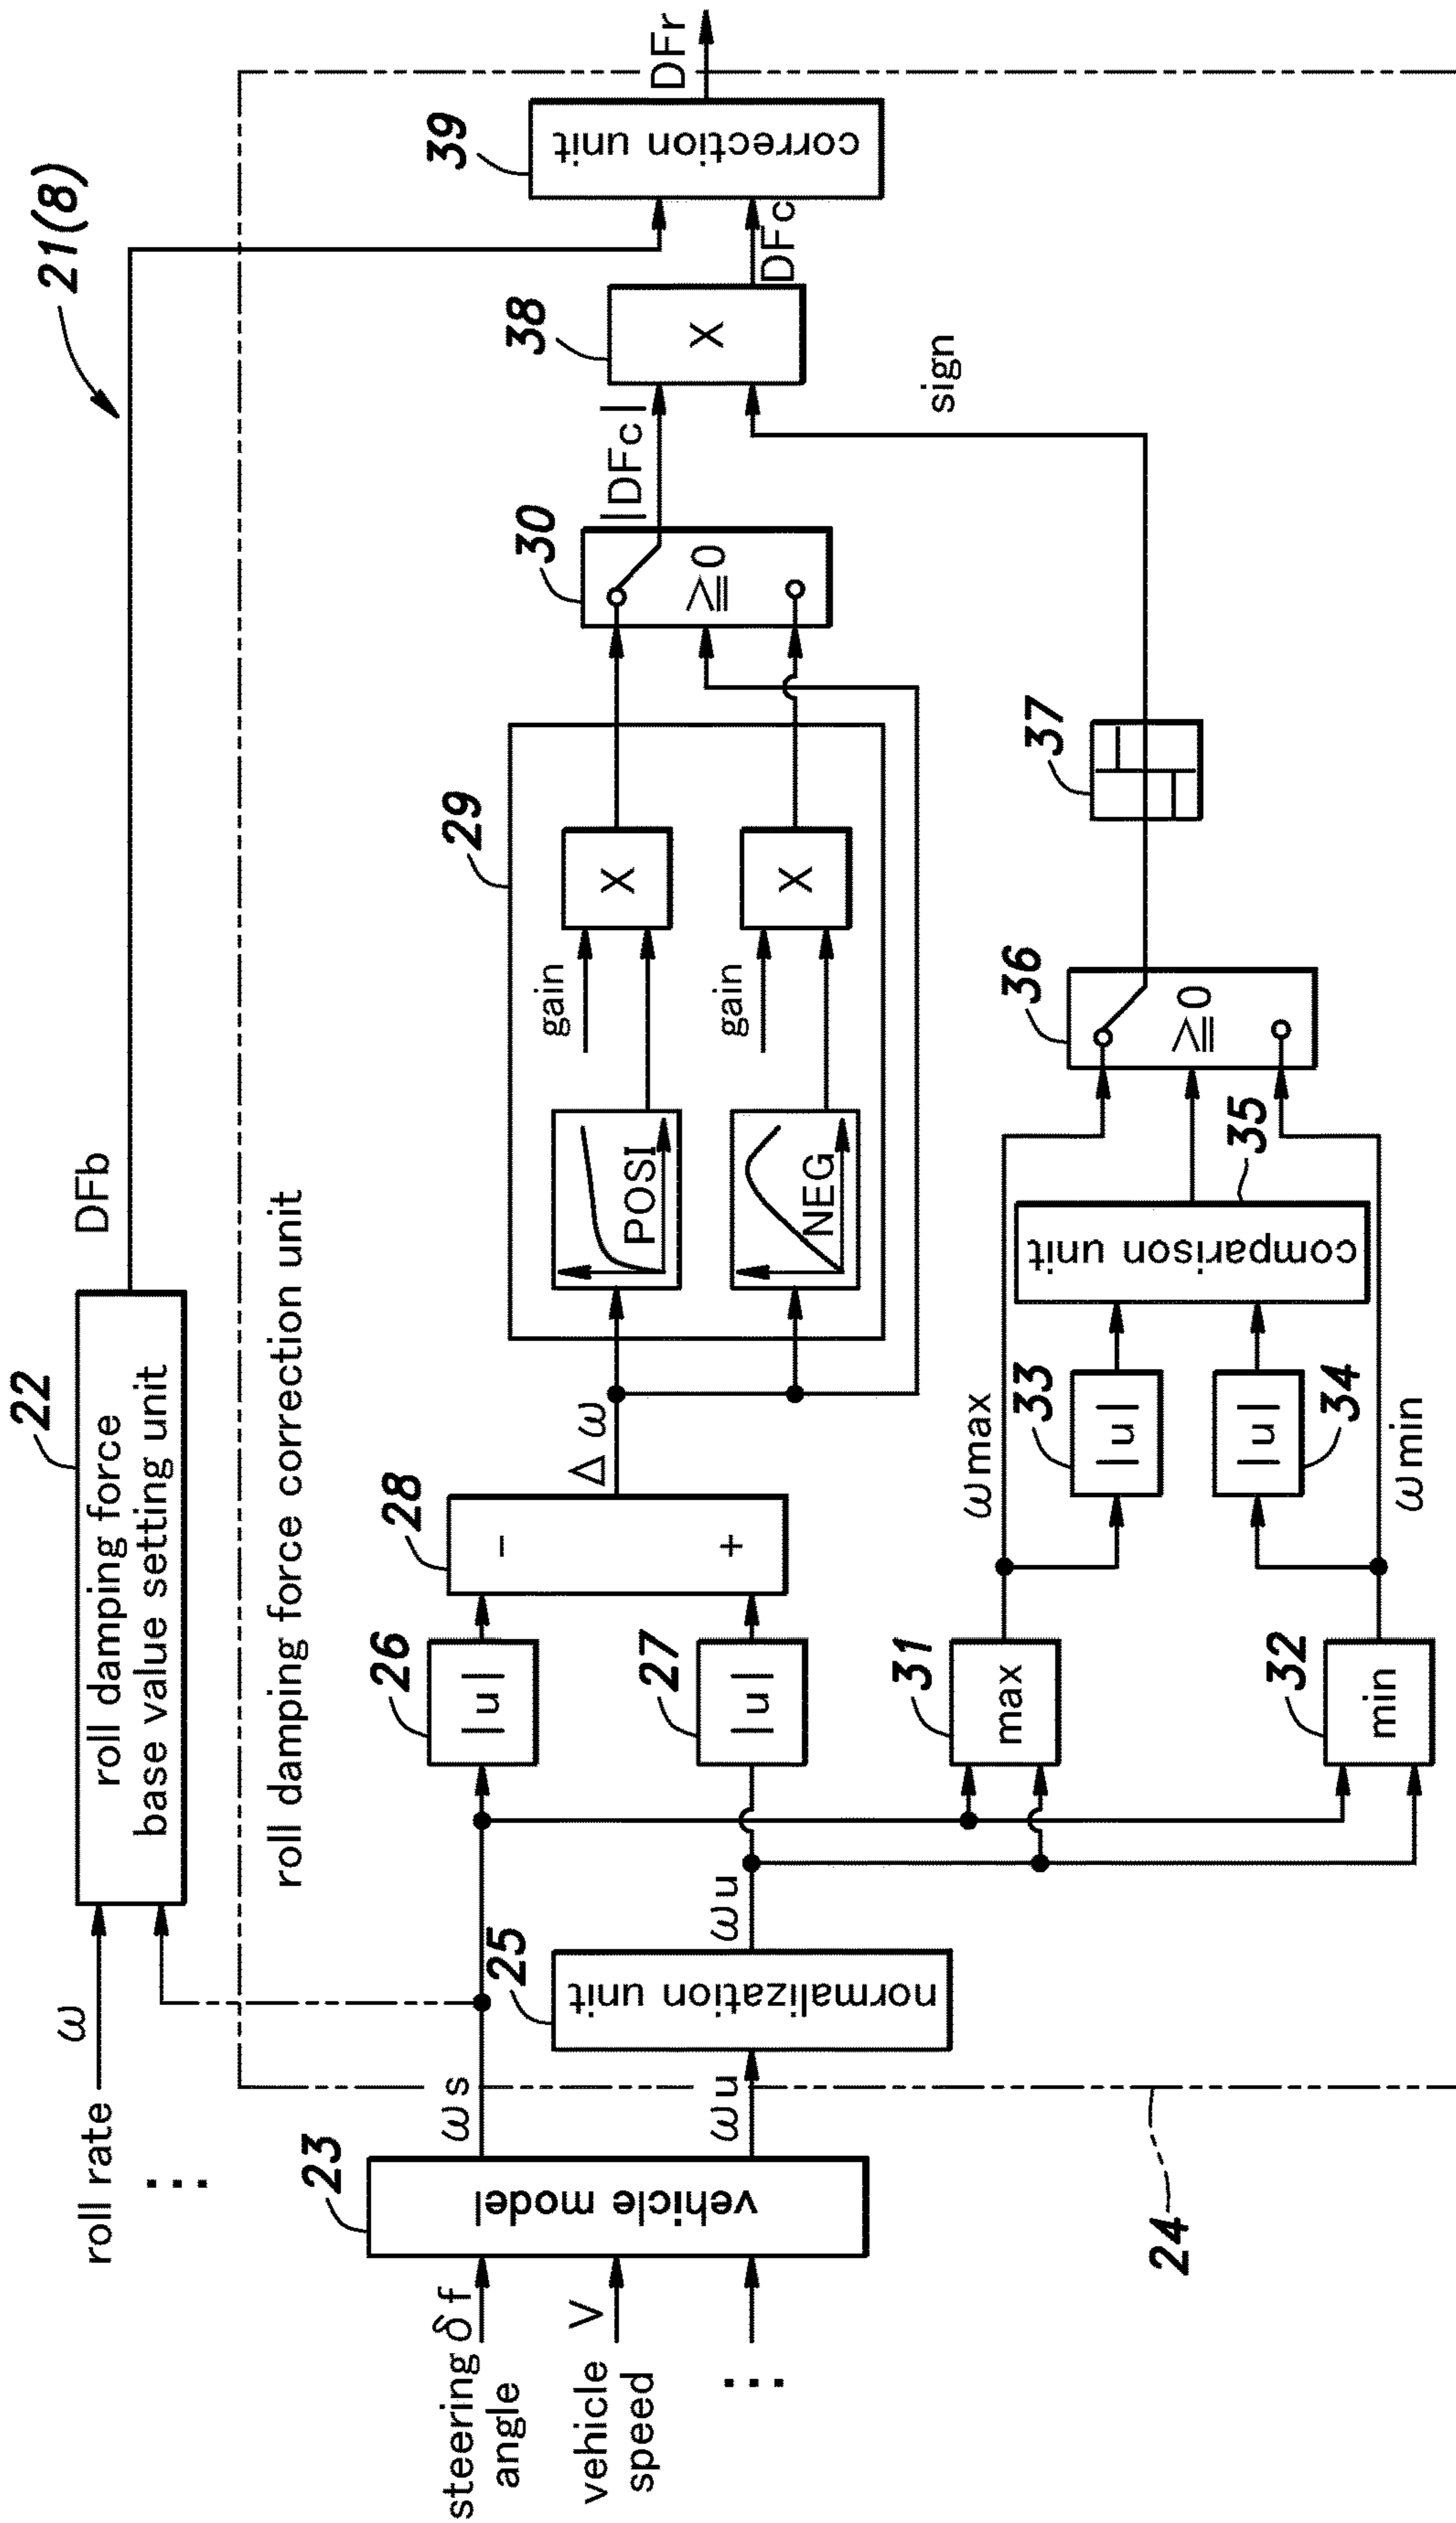 21(8)
22
roll damping force
base value setting unit
DFb
roll rate
ω
...
roll damping force correction unit
23
vehicle model
steering
angle
δf
vehicle
speed
V
...
ωs
ωn
25
normalization unit
ωn
26
|u|
27
|u|
28
-
+
Δω
29
POSI
gain
X
NEG
gain
X
30
≧0
|DFc|
38
X
DFc
39
correction unit
DFr
31
max
ωmax
32
min
ωmin
33
|u|
34
|u|
35
comparison unit
36
≧0
37
sign
24